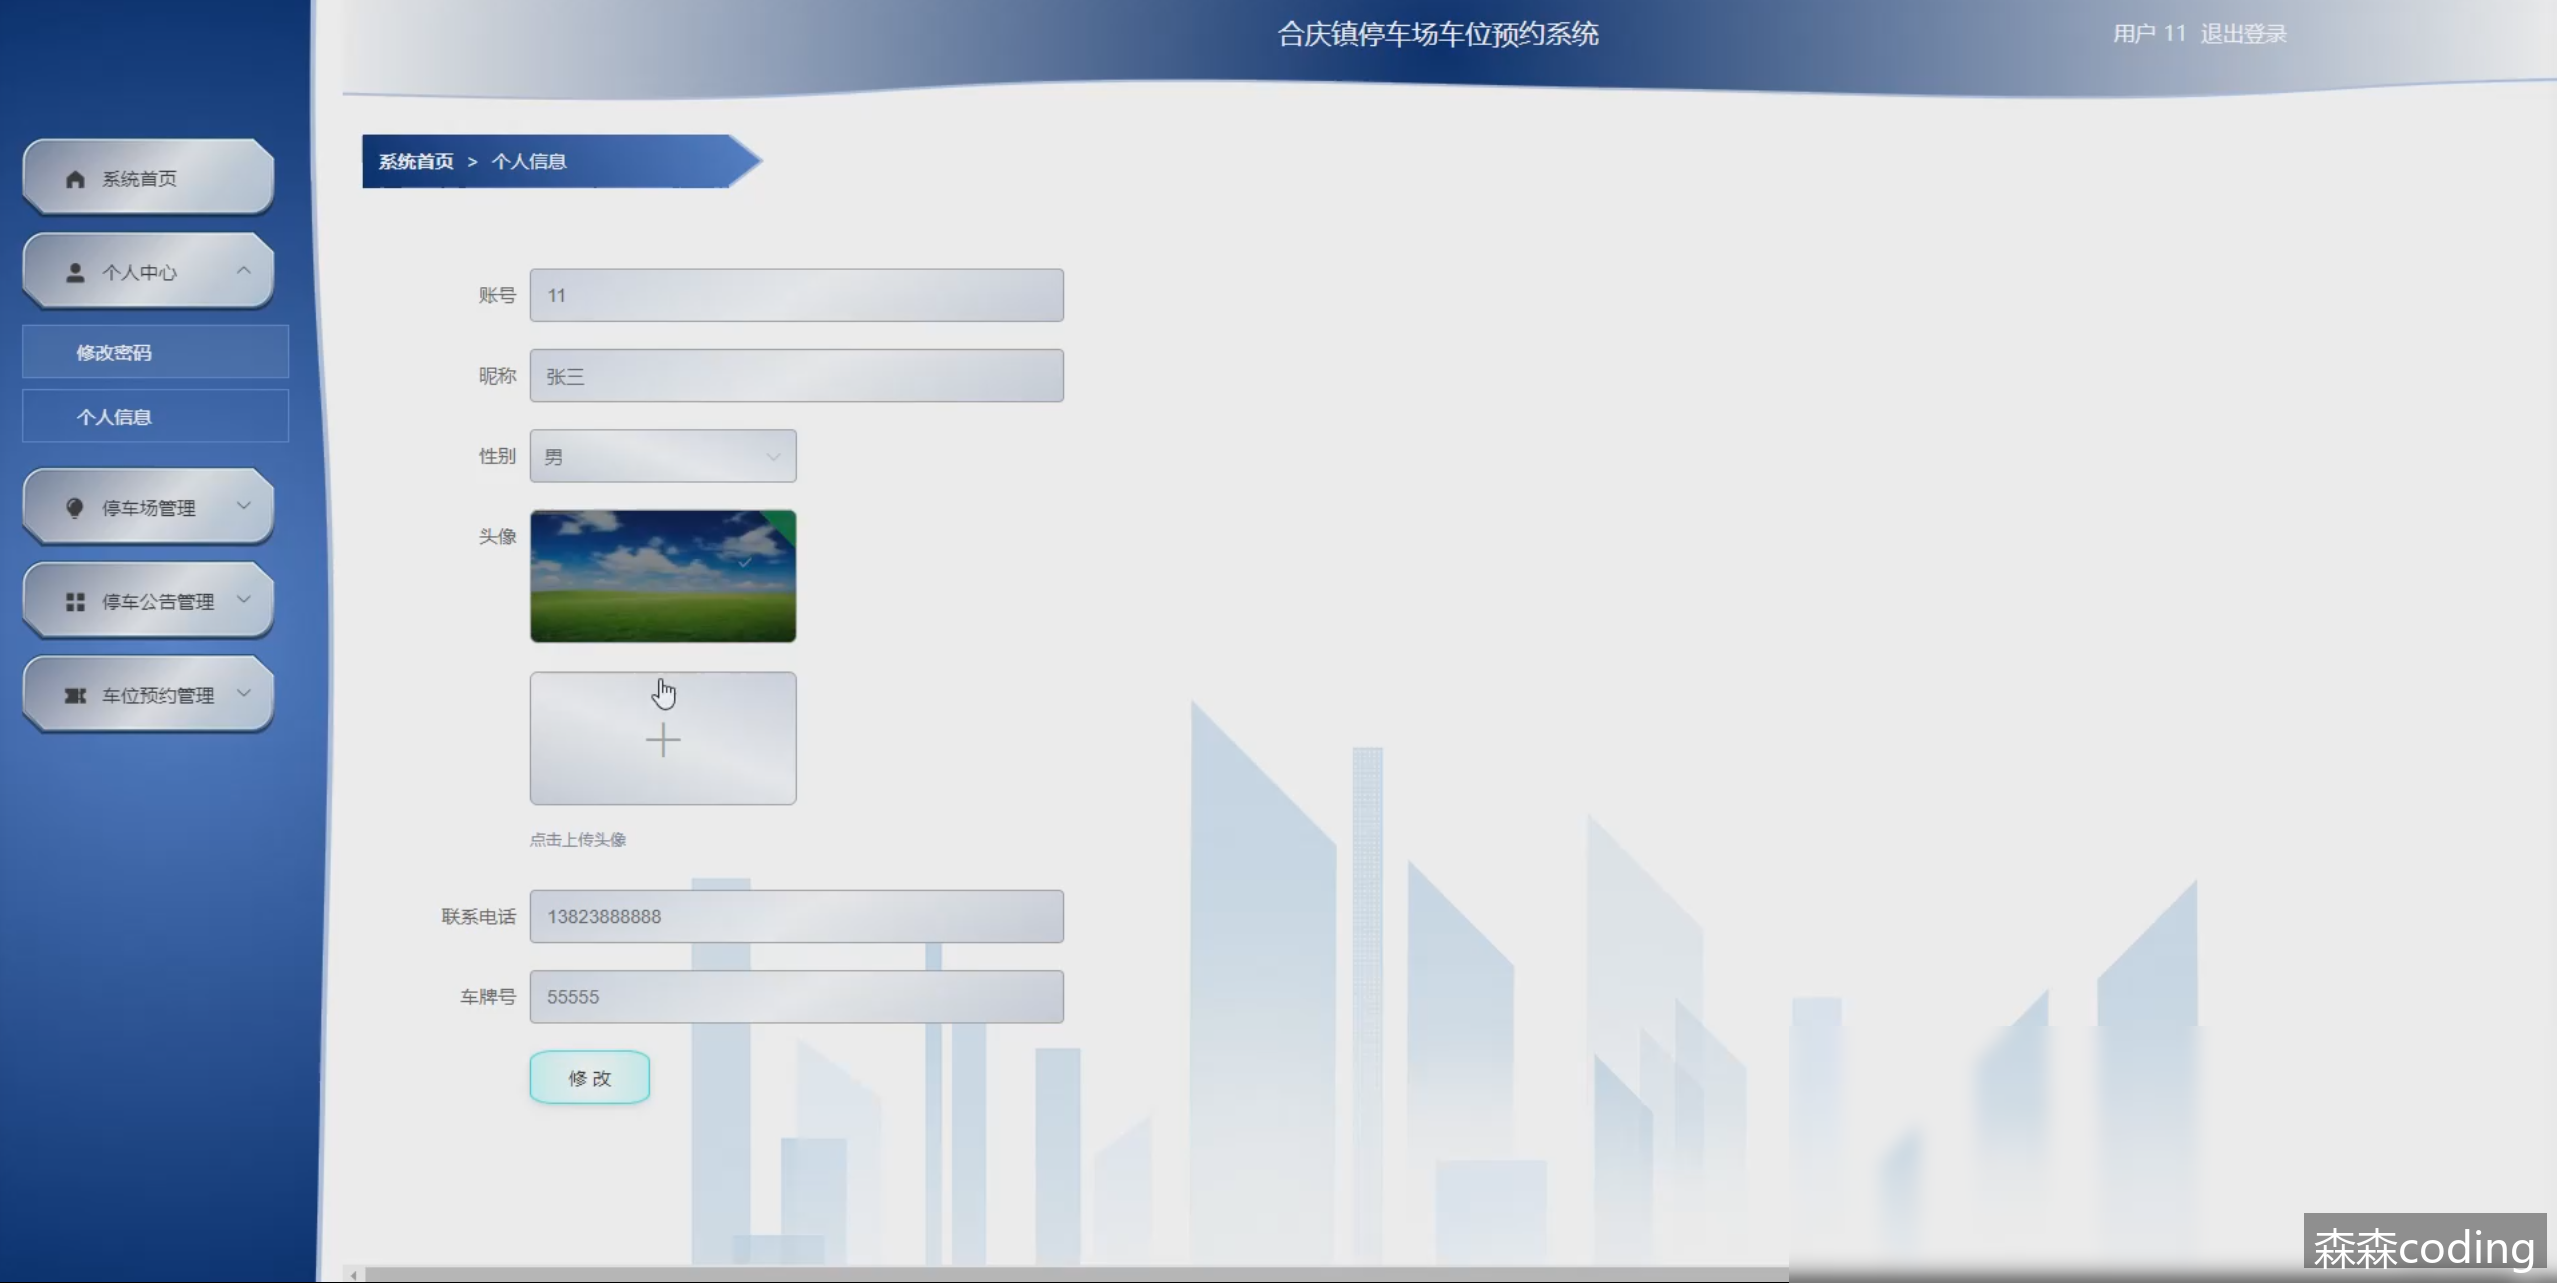 合庆镇停车场车位预约系统
用户 11 退出登录
系统首页
个人中心
修改密码
个人信息
停车场管理
停车公告管理
车位预约管理
系统首页 > 个人信息
账号 11
昵称 张三
性别 男
头像
点击上传头像
联系电话 13823888888
车牌号 55555
修 改
森森coding